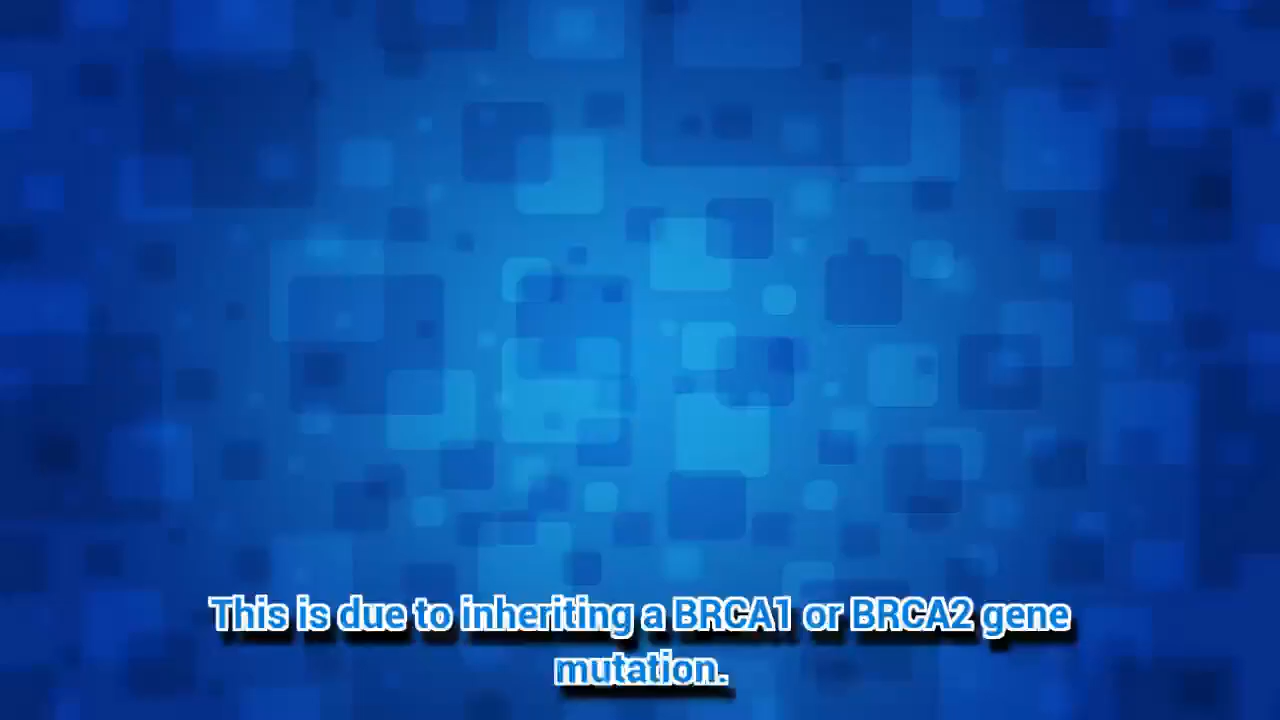 This is due to inheriting a BRCA1 or BRCA2 gene
mutation.